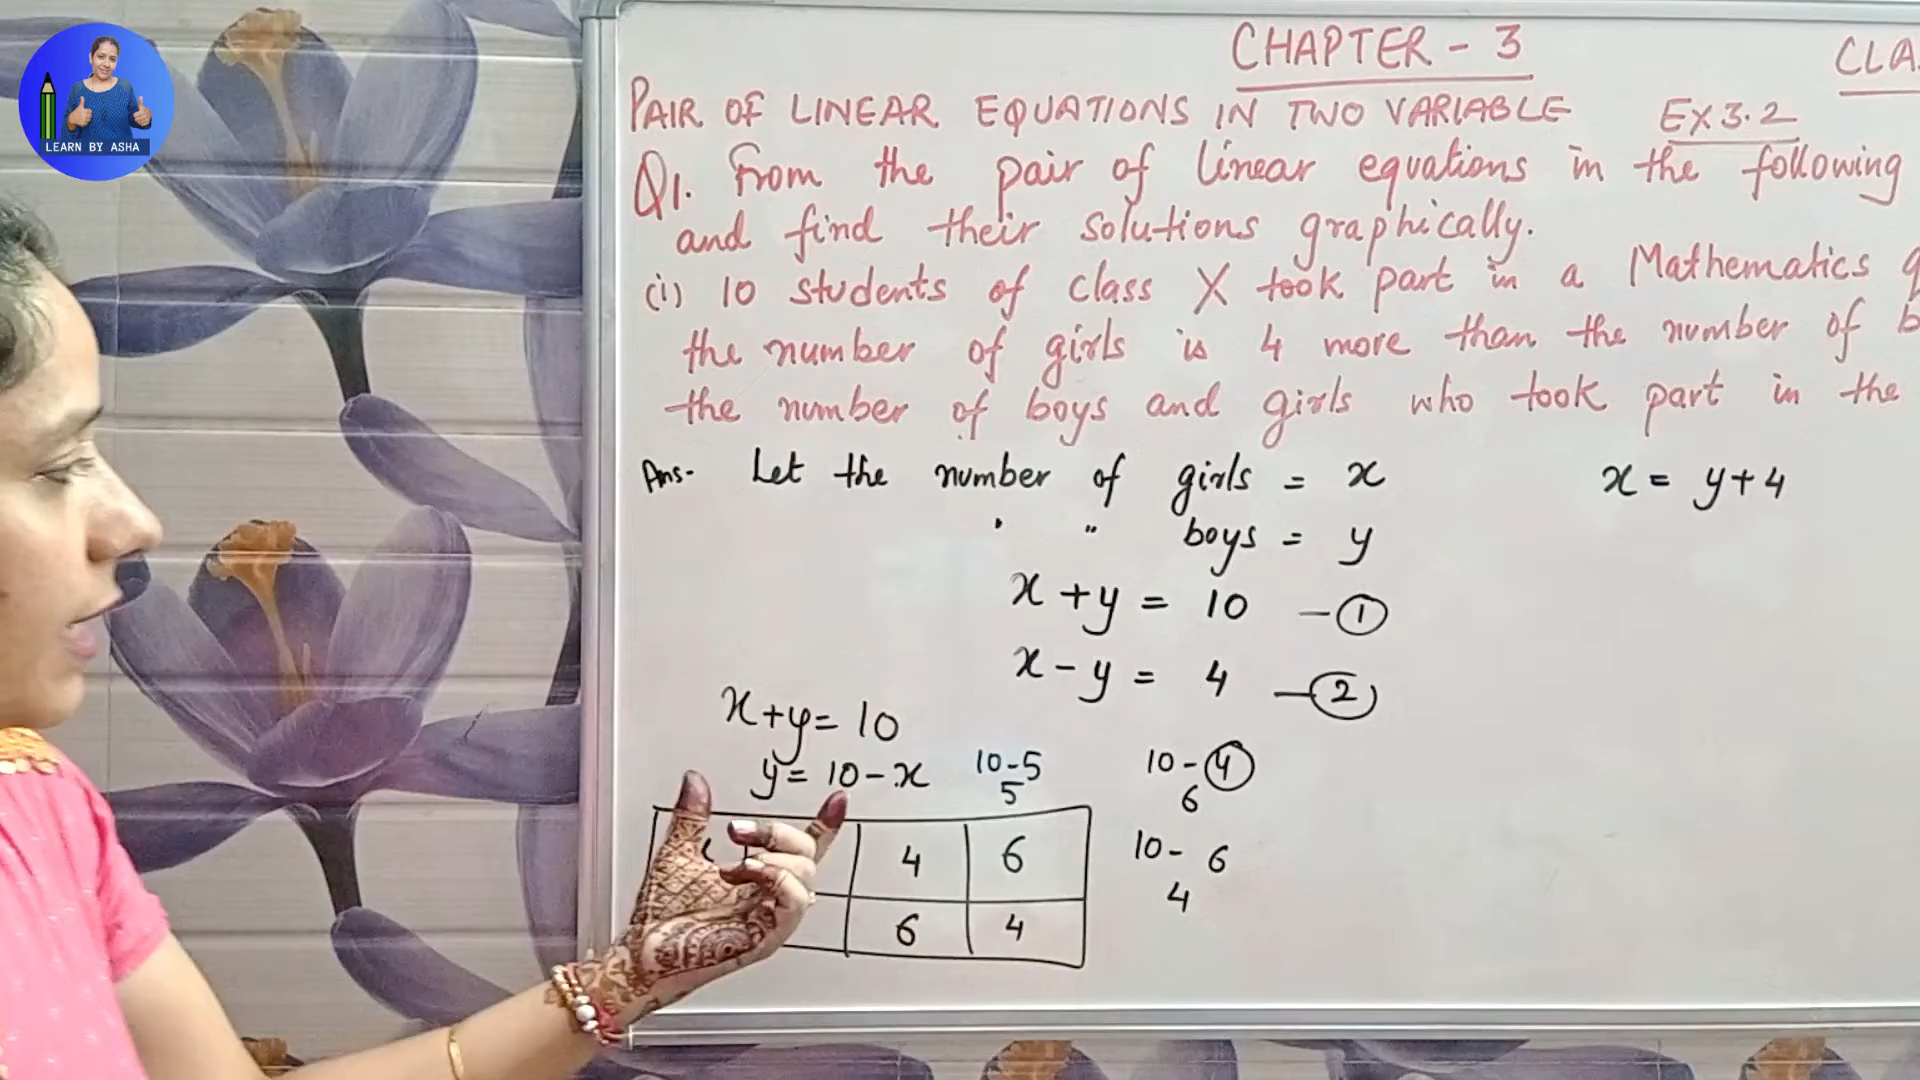 LEARN BY ASHA
CHAPTER - 3
PAIR OF LINEAR EQUATIONS IN TWO VARIABLE EX 3.2
Q1. From the pair of linear equations in the following
and find their solutions graphically.
(i) 10 students of class X took part in a Mathematics
the number of girls is 4 more than the number of
the number of boys and girls who took part in the
Ans- Let the number of girls = x
x = y+4
" " boys = y
x + y = 10 - ①
x - y = 4 - ②
x+y= 10
y= 10-x
10-5
5
10-④
6
4 6
6 4
10- 6
4